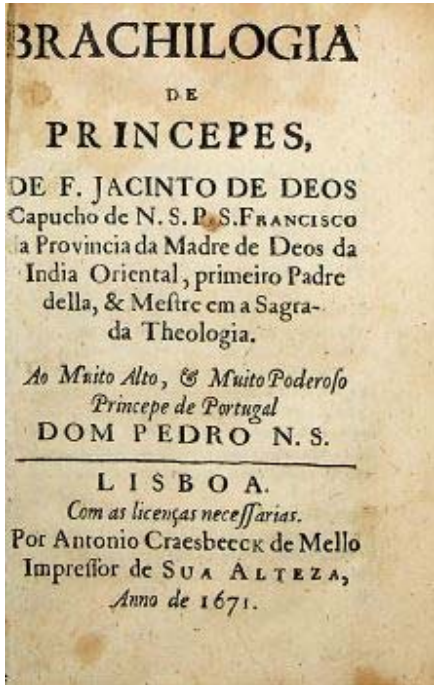 BRACHILOGIA
DE
PRINCEPES,
DE F. JACINTO DE DEOS
Capucho de N. S. P. S. FRANCISCO
da Provincia da Madre de Deos da
India Oriental, primeiro Padre
della, & Meſtre em a Sagra-
da Theologia.
Ao Muito Alto, & Muito Poderoſo
Princepe de Portugal
DOM PEDRO N. S.
LISBOA.
Com as licenças neceſſarias.
Por Antonio Craesbeecк de Mello
Impreſſor de SUA ALTEZA,
Anno de 1671.